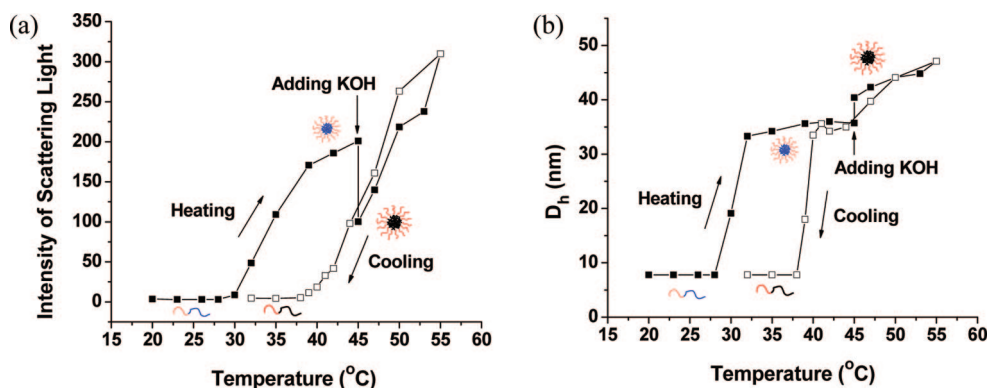 (a)
350
300
250
200
150
100
50
0
Intensity of Scattering Light
Adding KOH
Heating
Cooling
15 20 25 30 35 40 45 50 55 60
Temperature (°C)
(b)
50
40
30
20
10
0
Dh (nm)
Adding KOH
Heating
Cooling
15 20 25 30 35 40 45 50 55 60
Temperature (°C)